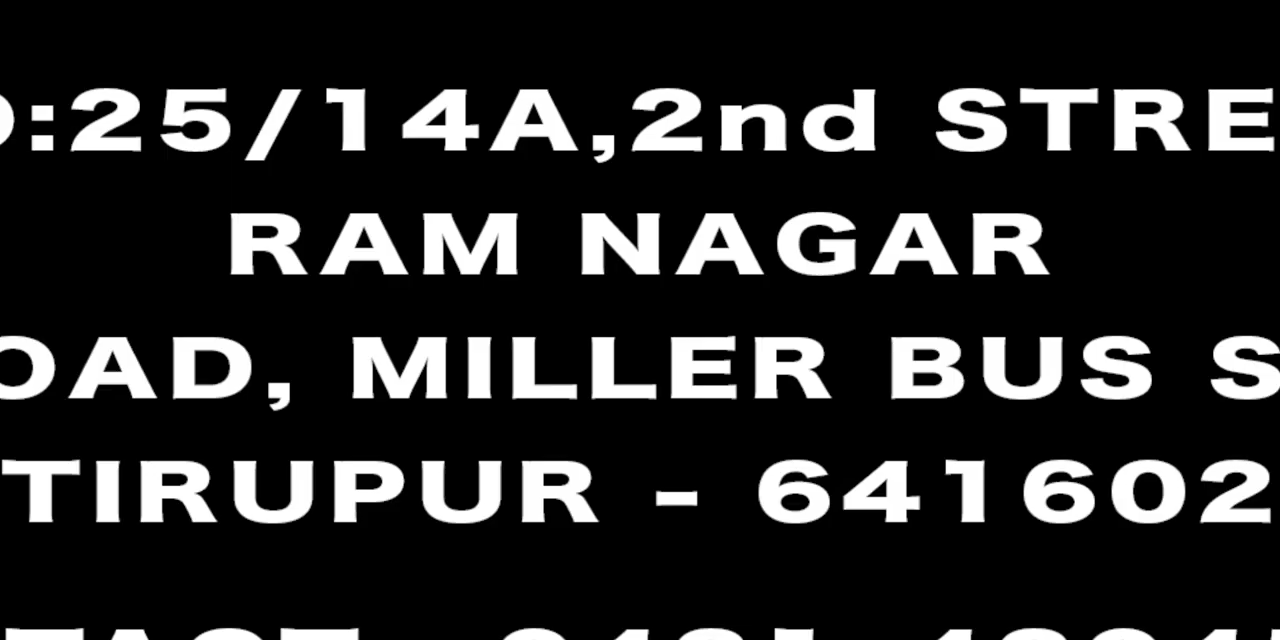 :25/14A,2nd STRE
RAM NAGAR
OAD, MILLER BUS S
TIRUPUR - 641602